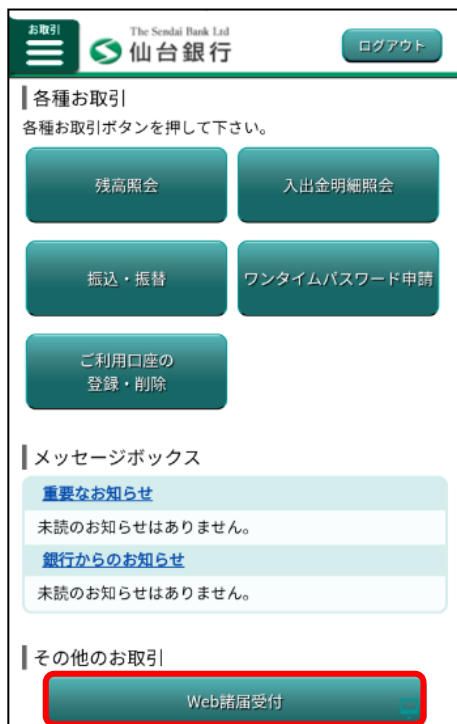 お取引
The Sendai Bank Ltd
仙台銀行
ログアウト
各種お取引
各種お取引ボタンを押して下さい。
残高照会
入出金明細照会
振込・振替
ワンタイムパスワード申請
ご利用口座の
登録・削除
メッセージボックス
重要なお知らせ
未読のお知らせはありません。
銀行からのお知らせ
未読のお知らせはありません。
その他のお取引
Web諸届受付